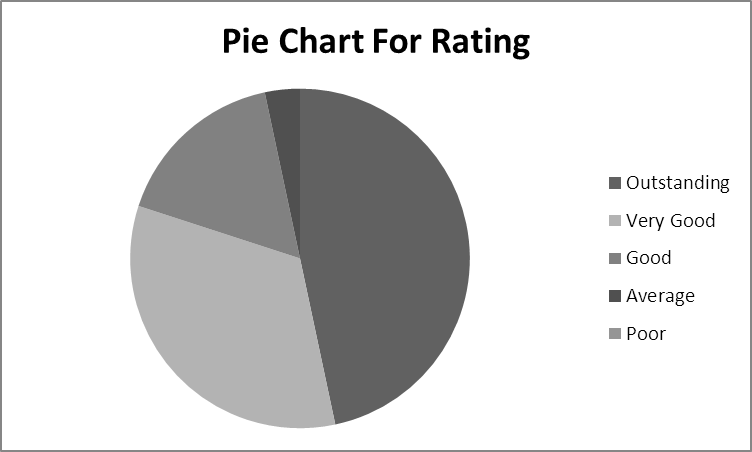 Pie Chart For Rating
Outstanding
Very Good
Good
Average
Poor